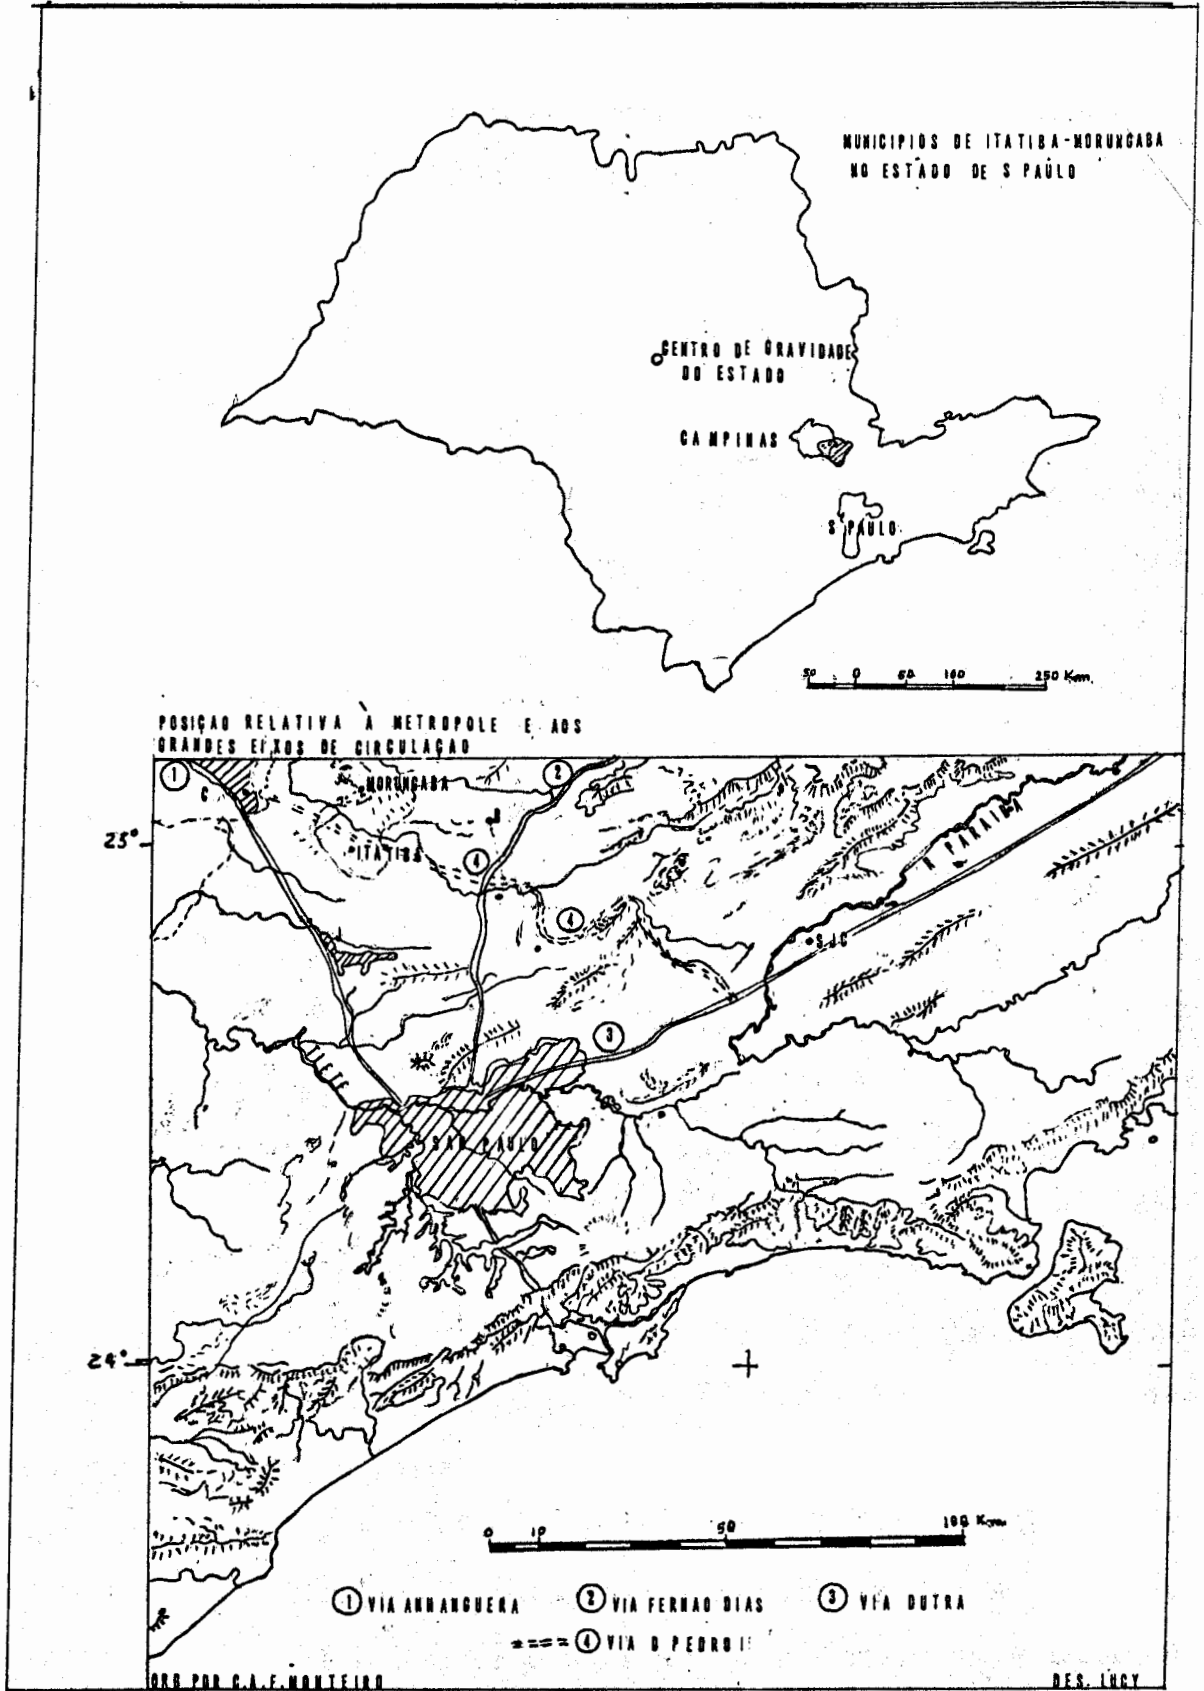 MUNICIPIOS DE ITATIBA-MORUNGABA
NO ESTADO DE S PAULO
CENTRO DE GRAVIDADE
DO ESTADO
CAMPINAS
S PAULO
50 0 50 100 250 Km.
POSIÇAO RELATIVA À METROPOLE E AOS
GRANDES EIXOS DE CIRCULAÇAO
1
2
C
MORUNGABA
B
23°
ITATIBA
4
R PARAIBA
4
J
SJC
3
TIETE
SAO PAULO
24°
0 10 50 100 Km
1 VIA ANHANGUERA 2 VIA FERNAO DIAS 3 VIA DUTRA
==== 4 VIA D PEDRO I
ORG POR C.A.F. MONTEIRO DES. LUCY